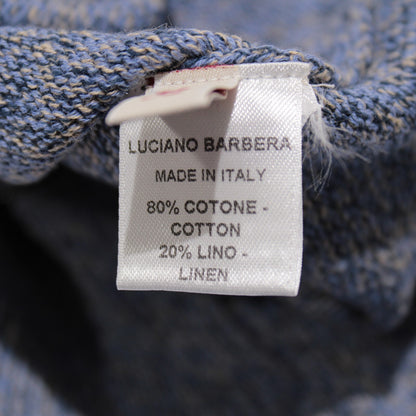 LUCIANO BARBERA
MADE IN ITALY
80% COTONE -
COTTON
20% LINO -
LINEN